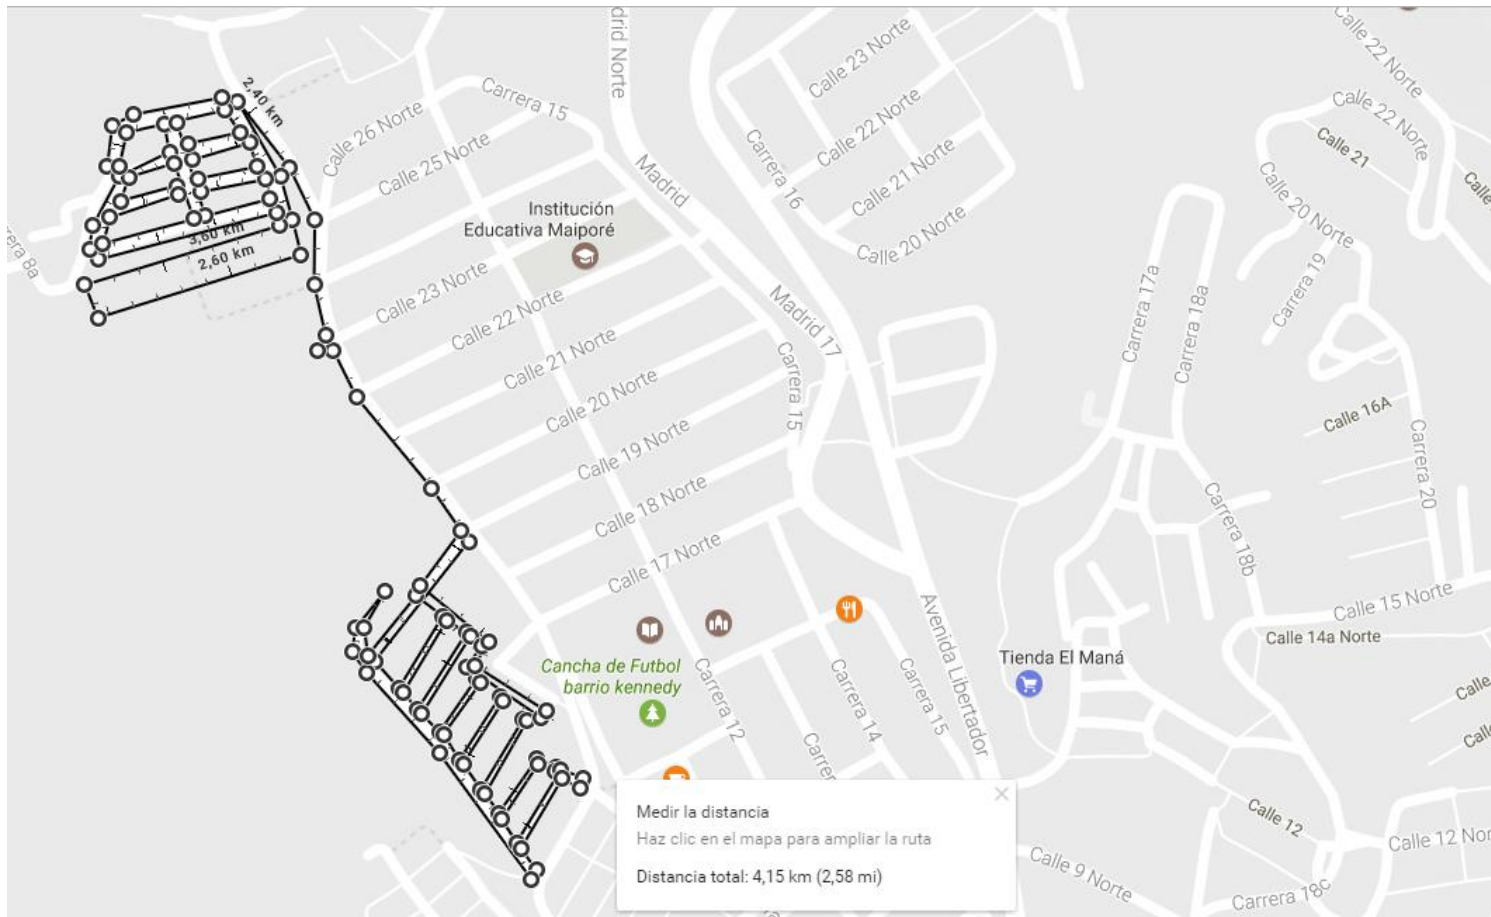 drid Norte
Calle 23 Norte
Calle 22 Norte
2,40 km
Carrera 15
Calle 22 Norte
Calle 22 Norte
Calle 26 Norte
Calle 25 Norte
Carrera 16
Calle 21
Madrid
Calle 21 Norte
Institución
Educativa Maiporé
Calle 20 Norte
Calle 20 Norte
Calle
rera 8a
3,60 km
2,60 km
Calle 23 Norte
Calle 22 Norte
Madrid 17
Carrera 17a
Carrera 18a
Carrera 19
Calle 21 Norte
Calle 20 Norte
Carrera 15
Calle 16A
Calle 19 Norte
Carrera 20
Calle 18 Norte
Carrera 18b
Calle 17 Norte
Calle 15 Norte
Calle 14a Norte
Avenida Libertador
Tienda El Maná
Cancha de Futbol
barrio kennedy
Carrera 12
Carrera 14
Carrera 15
Calle
Calle
Carrer
Medir la distancia
Haz clic en el mapa para ampliar la ruta
Distancia total: 4,15 km (2,58 mi)
Calle 12
Calle 12 Nor
Calle 9 Norte
Carrera 18c